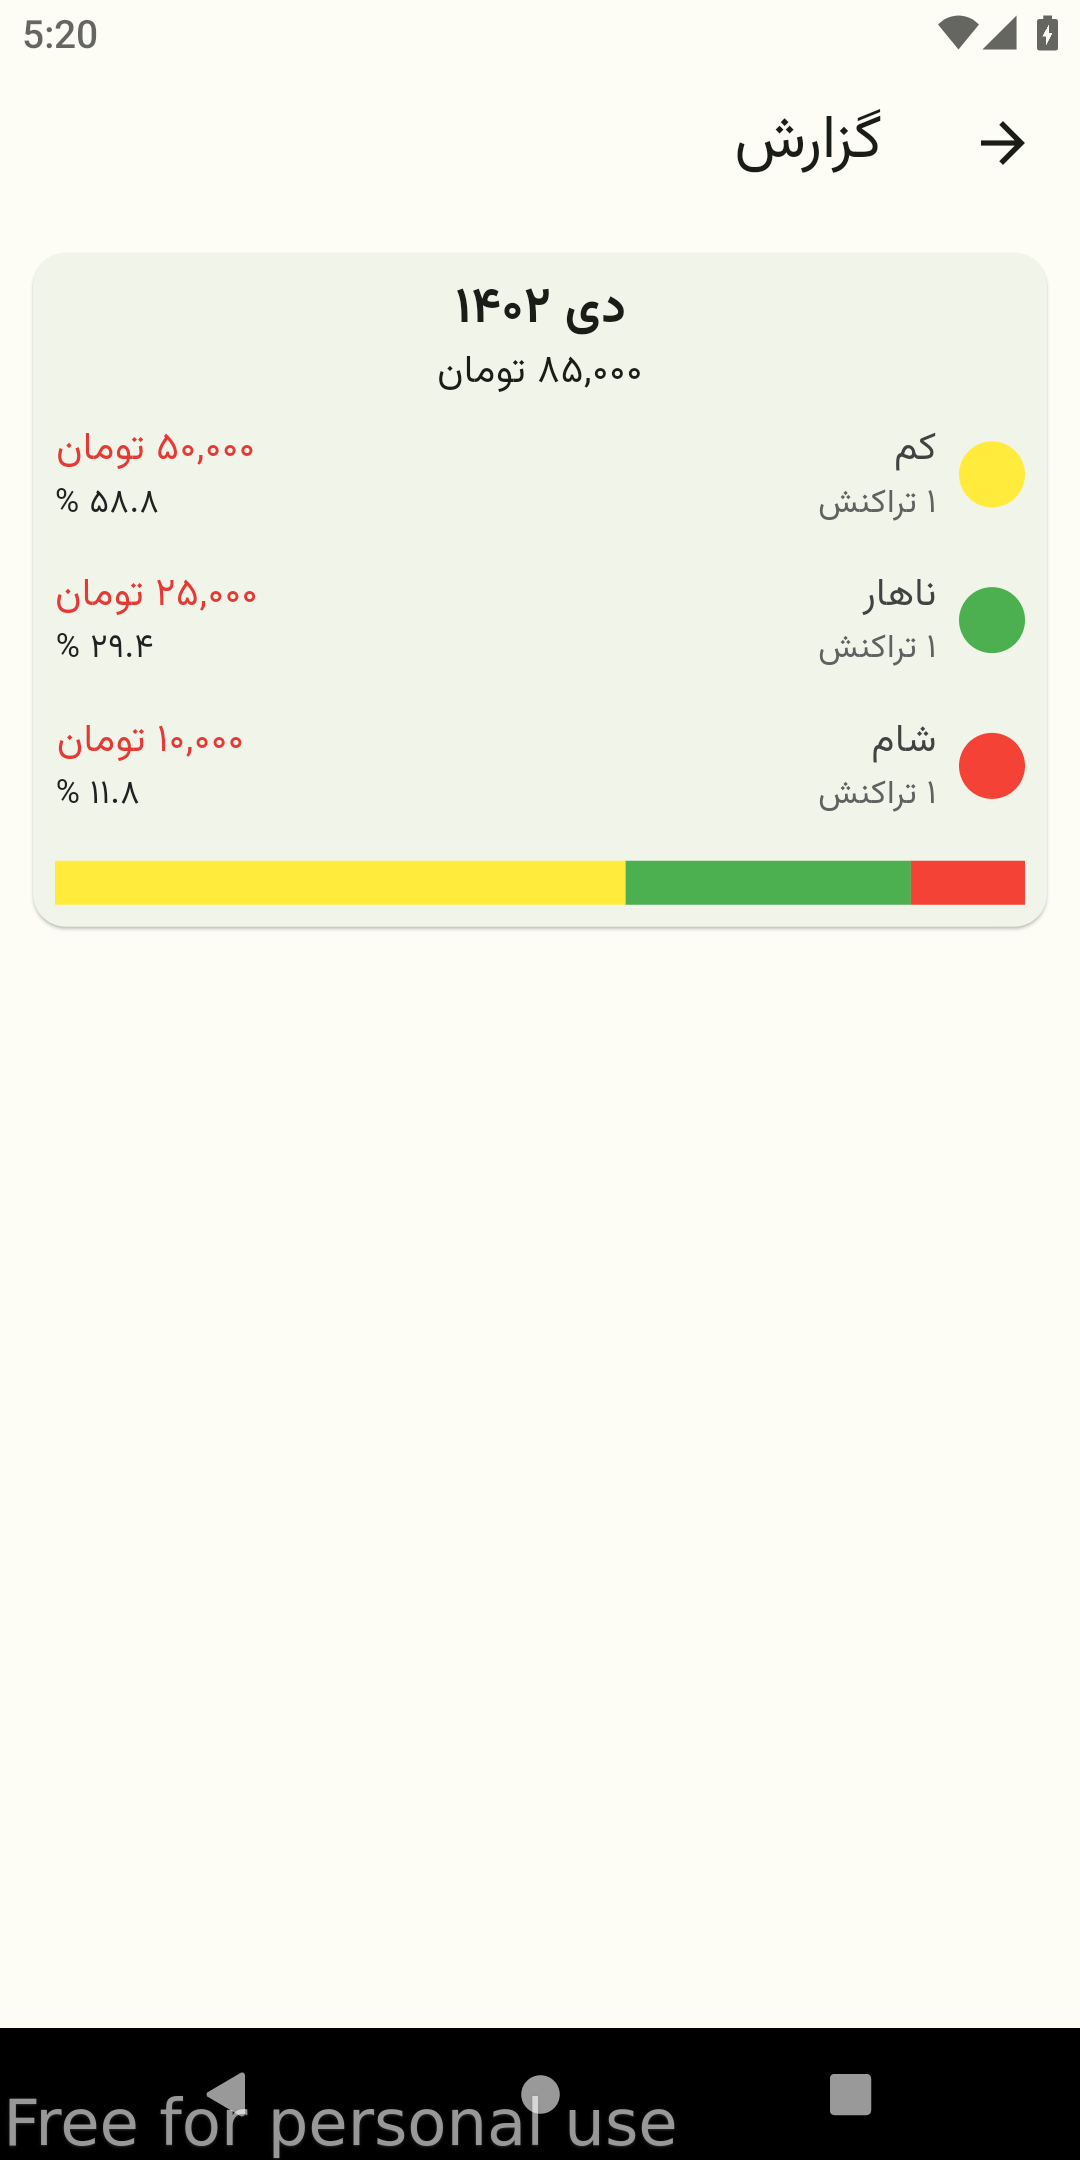 5:20
گزارش
دی ۱۴۰۲
۸۵,۰۰۰ تومان
کم
۵۰,۰۰۰ تومان
۱ تراکنش
۵۸.۸ %
ناهار
۲۵,۰۰۰ تومان
۱ تراکنش
۲۹.۴ %
شام
۱۰,۰۰۰ تومان
۱ تراکنش
۱۱.۸ %
Free for personal use